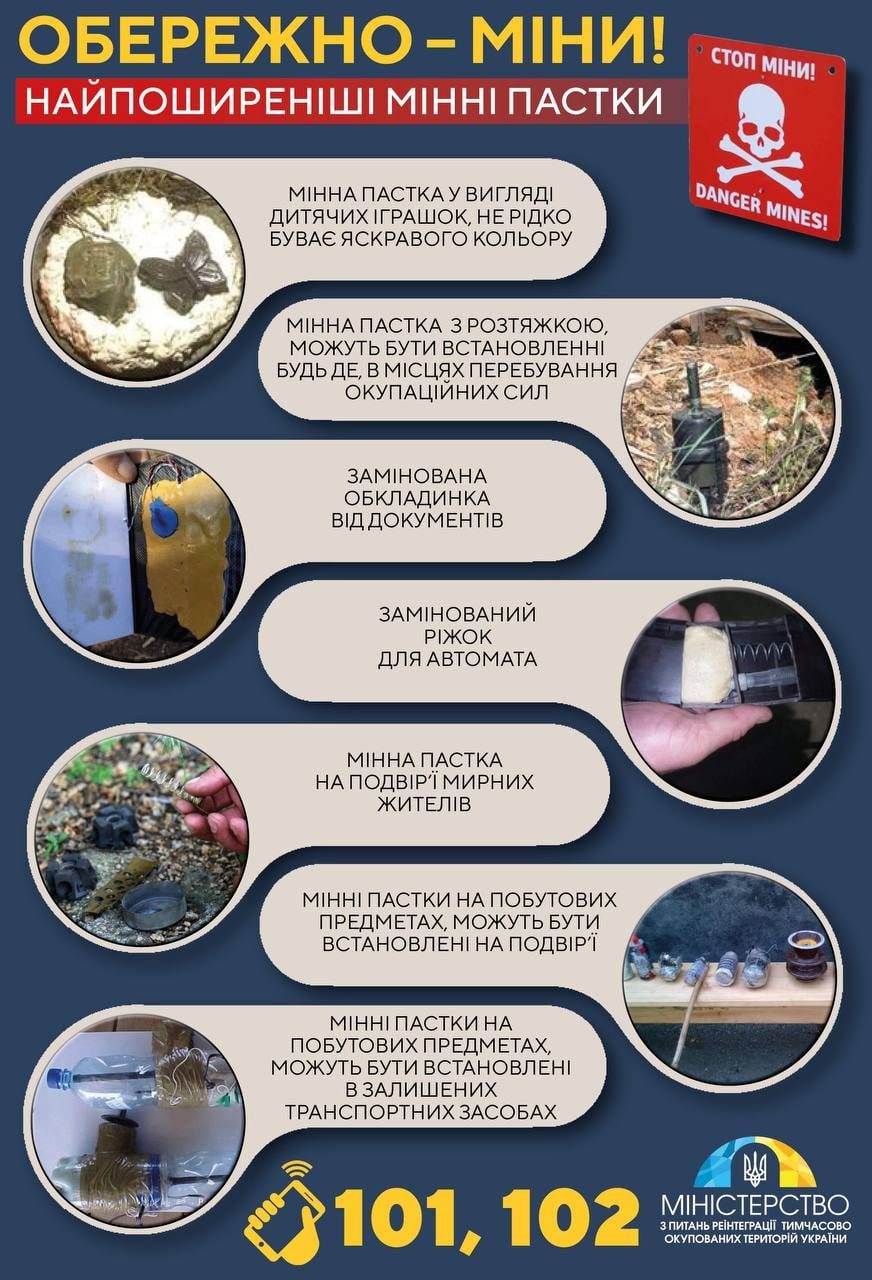 ОБЕРЕЖНО – МІНИ!
НАЙПОШИРЕНІШІ МІННІ ПАСТКИ
СТОП МІНИ!
DANGER MINES!
МІННА ПАСТКА У ВИГЛЯДІ
ДИТЯЧИХ ІГРАШОК, НЕ РІДКО
БУВАЄ ЯСКРАВОГО КОЛЬОРУ
МІННА ПАСТКА З РОЗТЯЖКОЮ,
МОЖУТЬ БУТИ ВСТАНОВЛЕННІ
БУДЬ ДЕ, В МІСЦЯХ ПЕРЕБУВАННЯ
ОКУПАЦІЙНИХ СИЛ
ЗАМІНОВАНА
ОБКЛАДИНКА
ВІД ДОКУМЕНТІВ
ЗАМІНОВАНИЙ
РІЖОК
ДЛЯ АВТОМАТА
МІННА ПАСТКА
НА ПОДВІР’Ї МИРНИХ
ЖИТЕЛІВ
МІННІ ПАСТКИ НА ПОБУТОВИХ
ПРЕДМЕТАХ, МОЖУТЬ БУТИ
ВСТАНОВЛЕНІ НА ПОДВІР’Ї
МІННІ ПАСТКИ НА
ПОБУТОВИХ ПРЕДМЕТАХ,
МОЖУТЬ БУТИ ВСТАНОВЛЕНІ
В ЗАЛИШЕНИХ
ТРАНСПОРТНИХ ЗАСОБАХ
101, 102
МІНІСТЕРСТВО
З ПИТАНЬ РЕІНТЕГРАЦІЇ ТИМЧАСОВО
ОКУПОВАНИХ ТЕРИТОРІЙ УКРАЇНИ